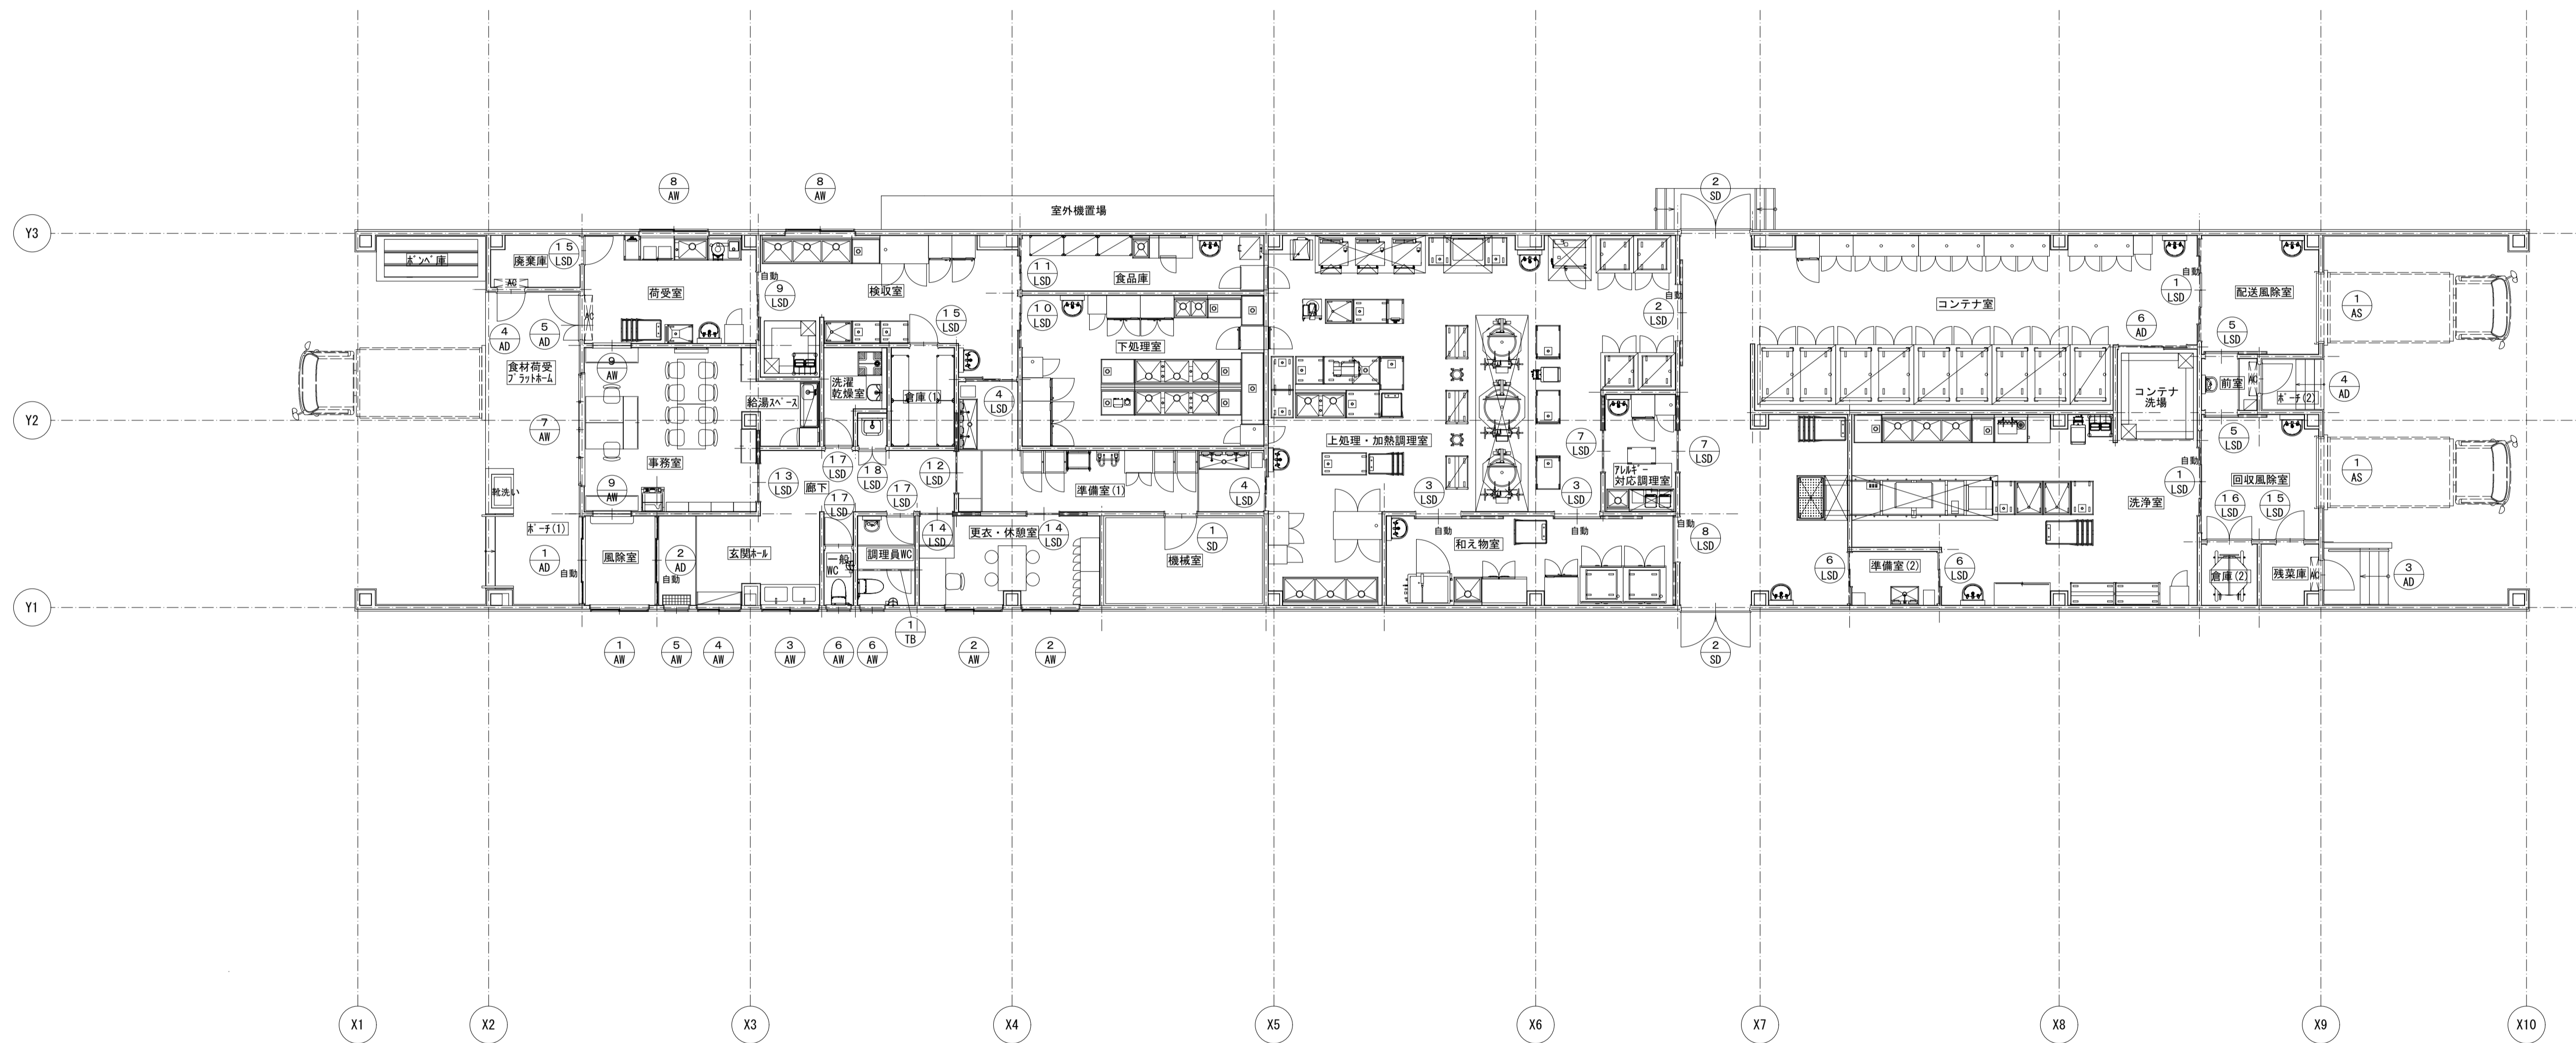 8
AW
8
AW
2
SD
室外機置場
Y3
ﾎﾞﾝﾍﾞ庫
廃棄庫
15
LSD
AC
荷受室
自動
9
LSD
検収室
15
LSD
11
LSD
食品庫
10
LSD
下処理室
自動
2
LSD
コンテナ室
自動
1
LSD
6
AD
配送風除室
5
LSD
1
AS
4
AD
5
AD
AC
食材荷受
ﾌﾟﾗｯﾄﾎｰﾑ
9
AW
給湯ｽﾍﾟｰｽ
洗濯
乾燥室
倉庫(1)
4
LSD
コンテナ
洗場
前室
AC
ﾎﾟｰﾁ(2)
4
AD
Y2
7
AW
事務室
9
AW
靴洗い
13
LSD
廊下
17
LSD
18
LSD
17
LSD
17
LSD
12
LSD
準備室(1)
4
LSD
上処理・加熱調理室
3
LSD
3
LSD
7
LSD
7
LSD
ｱﾚﾙｷﾞｰ
対応調理室
自動
1
LSD
洗浄室
5
LSD
回収風除室
16
LSD
15
LSD
1
AS
ﾎﾟｰﾁ(1)
1
AD
自動
風除室
2
AD
自動
玄関ﾎｰﾙ
一般
WC
調理員WC
14
LSD
更衣・休憩室
14
LSD
機械室
1
SD
自動
和え物室
自動
自動
8
LSD
6
LSD
準備室(2)
6
LSD
倉庫(2)
残菜庫
AC
3
AD
Y1
1
AW
5
AW
4
AW
3
AW
6
AW
6
AW
1
TB
2
AW
2
AW
2
SD
X1
X2
X3
X4
X5
X6
X7
X8
X9
X10